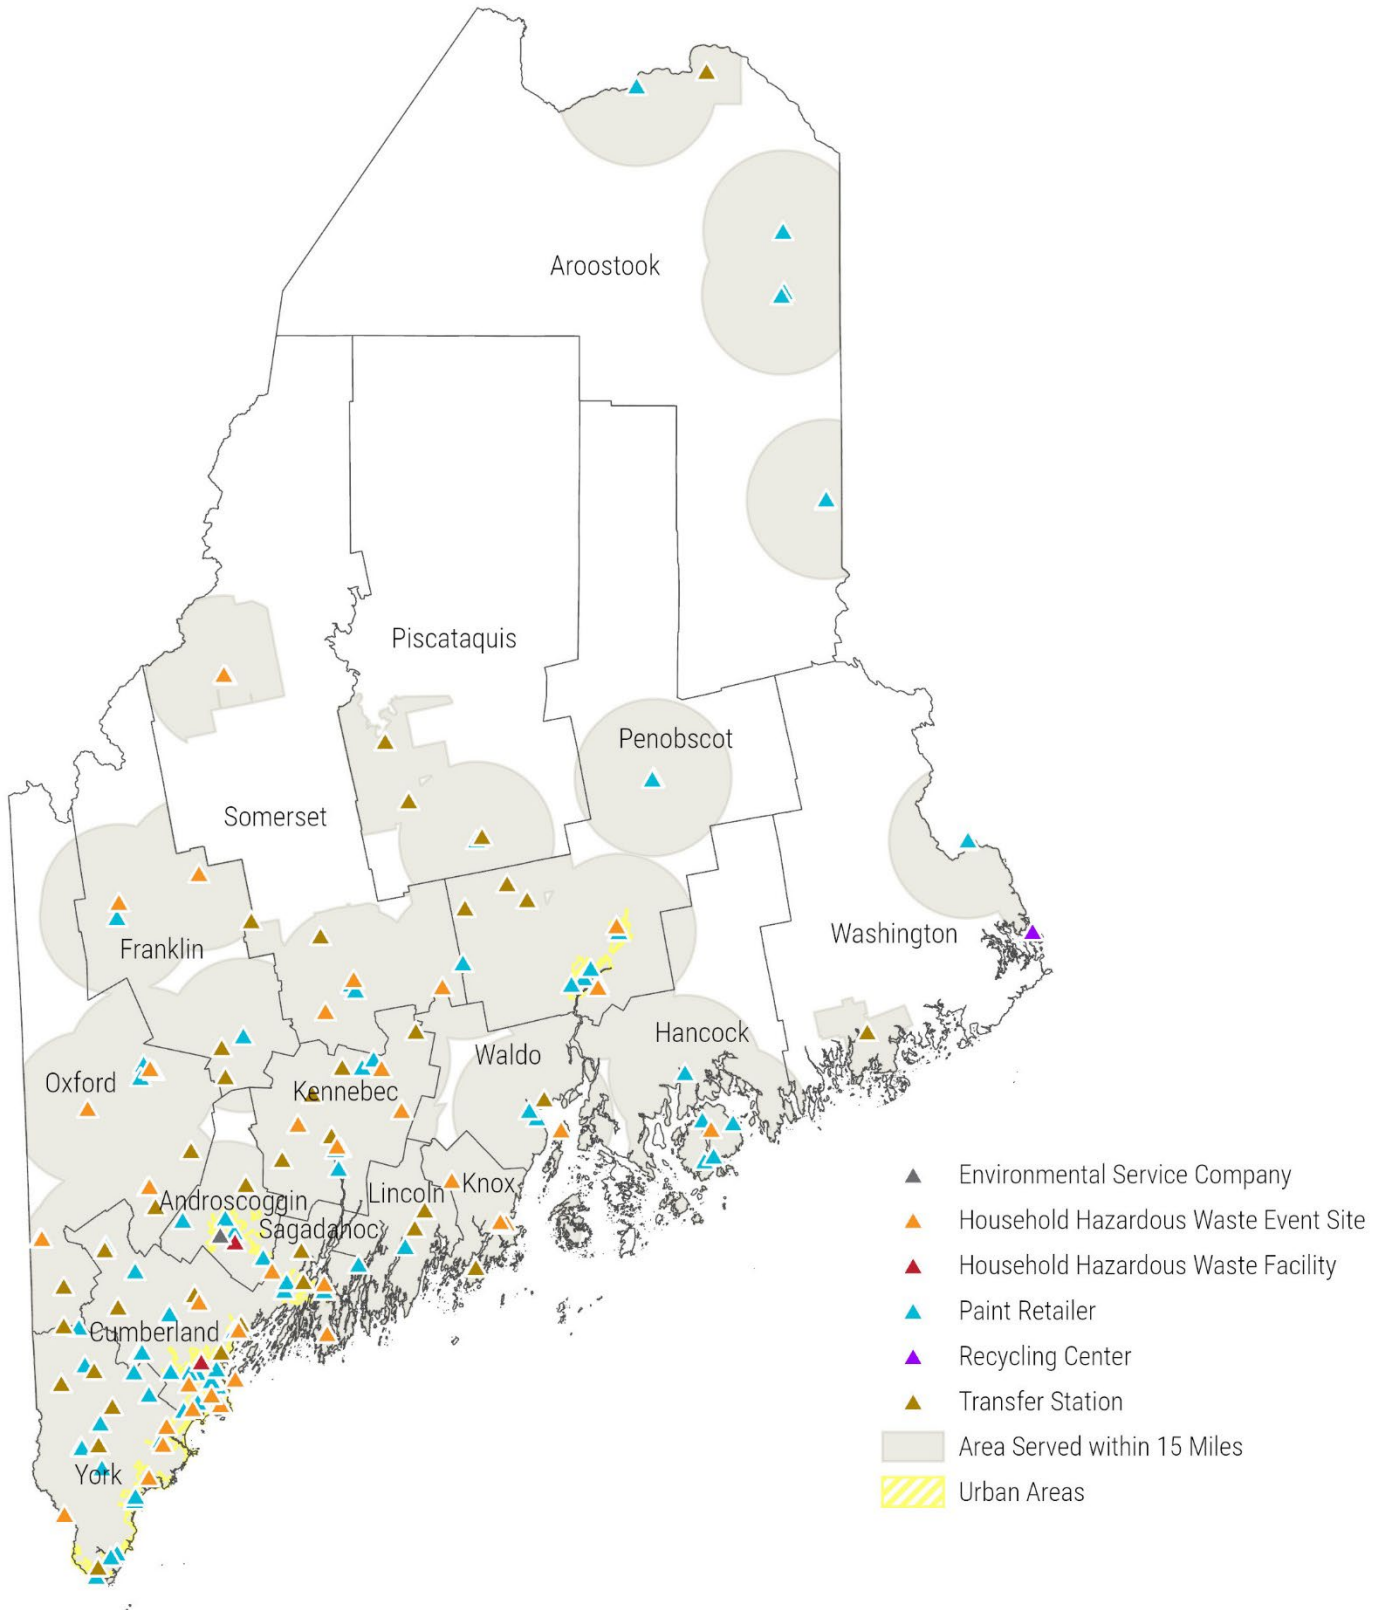 Aroostook
Piscataquis
Penobscot
Somerset
Washington
Franklin
Hancock
Waldo
Oxford
Kennebec
Androscoggin
Lincoln
Knox
Sagadahoc
Cumberland
York
Environmental Service Company
Household Hazardous Waste Event Site
Household Hazardous Waste Facility
Paint Retailer
Recycling Center
Transfer Station
Area Served within 15 Miles
Urban Areas